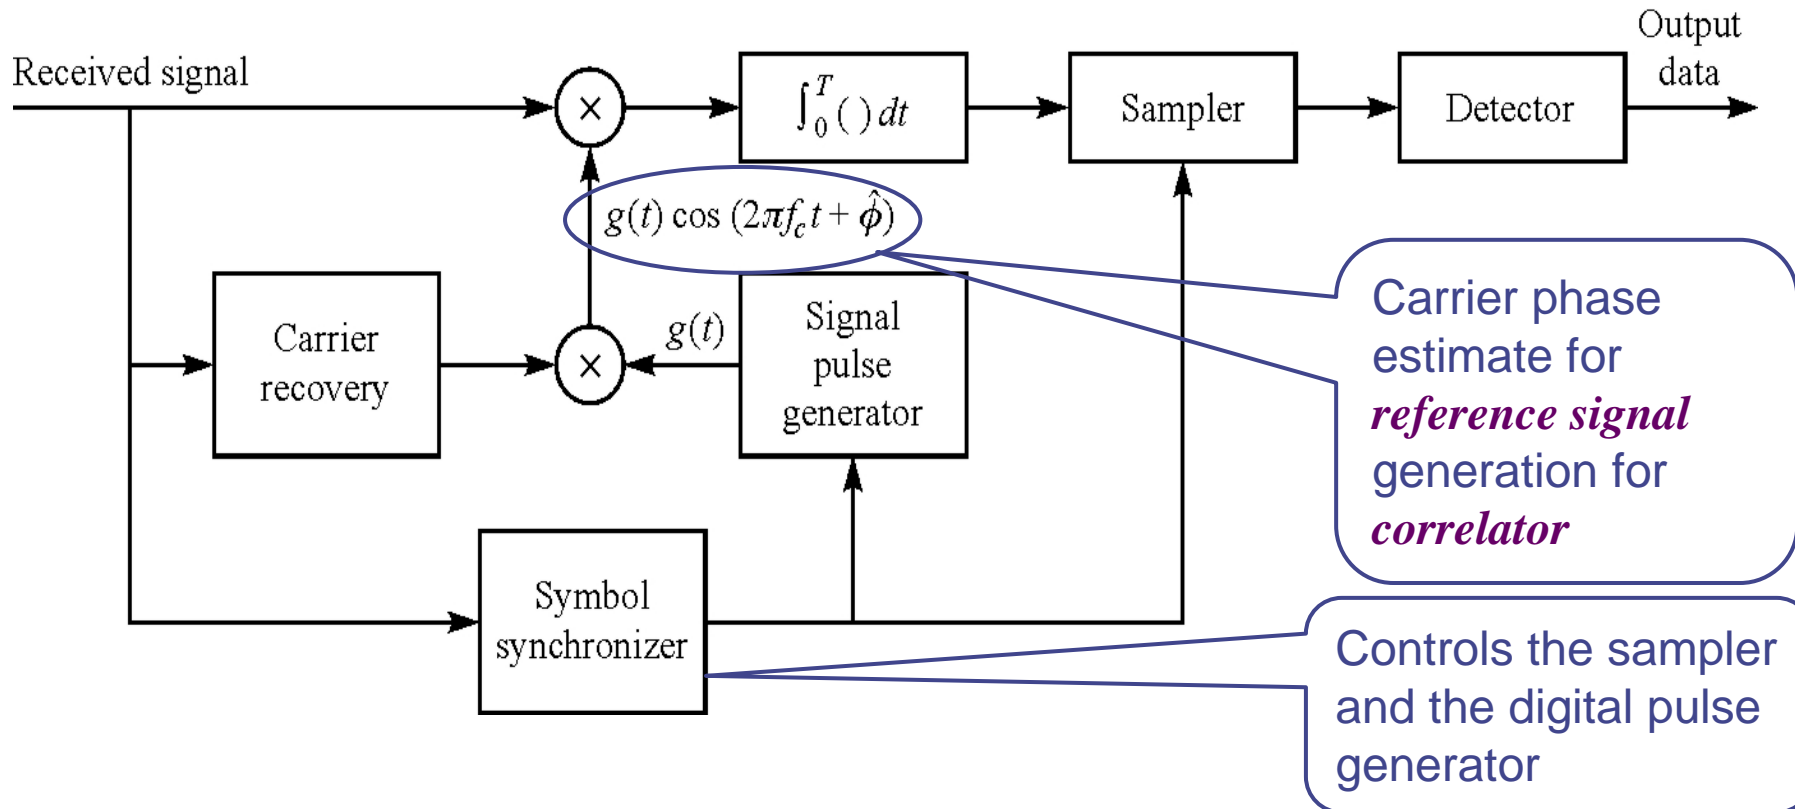 Output
data
Received signal
×
∫₀ᵀ( ) dt
Sampler
Detector
g(t) cos (2πf_c t + φ̂)
Carrier
recovery
×
g(t)
Signal
pulse
generator
Carrier phase
estimate for
reference signal
generation for
correlator
Symbol
synchronizer
Controls the sampler
and the digital pulse
generator